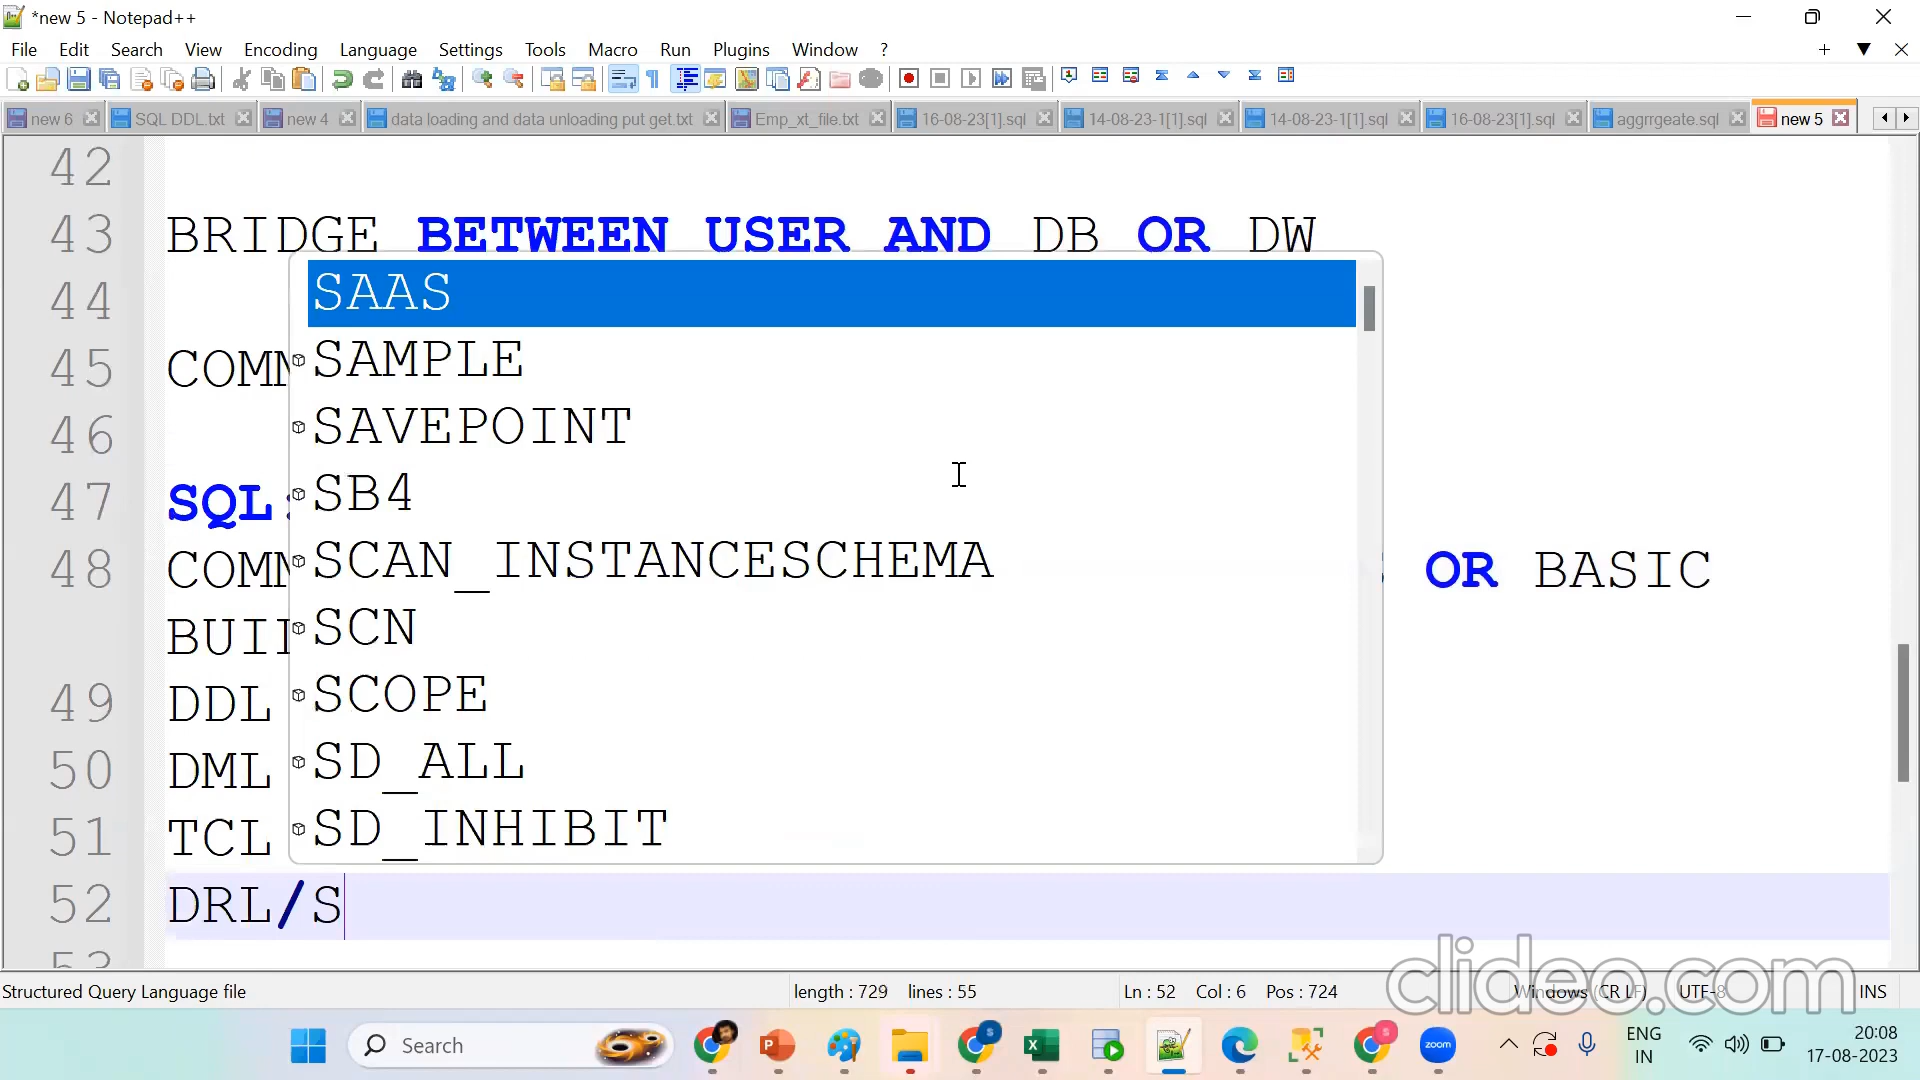 *new 5 - Notepad++
File Edit Search View Encoding Language Settings Tools Macro Run Plugins Window ?
new 6 SQL DDL.txt new 4 data loading and data unloading put get.txt Emp_xt_file.txt 16-08-23[1].sql 14-08-23-1[1].sql 14-08-23-1[1].sql 16-08-23[1].sql aggrrgeate.sql new 5
42
43 BRIDGE BETWEEN USER AND DB OR DW
44 SAAS
SAMPLE
45 COMM
46 SAVEPOINT
47 SQL: SB4
48 COMM SCAN_INSTANCESCHEMA OR BASIC
BUIL SCN
49 DDL SCOPE
50 DML SD_ALL
51 TCL SD_INHIBIT
52 DRL/S
53
clideo.com
Structured Query Language file length : 729 lines : 55 Ln : 52 Col : 6 Pos : 724 Windows (CR LF) UTF-8 INS
Search zoom ENG 20:08
IN 17-08-2023